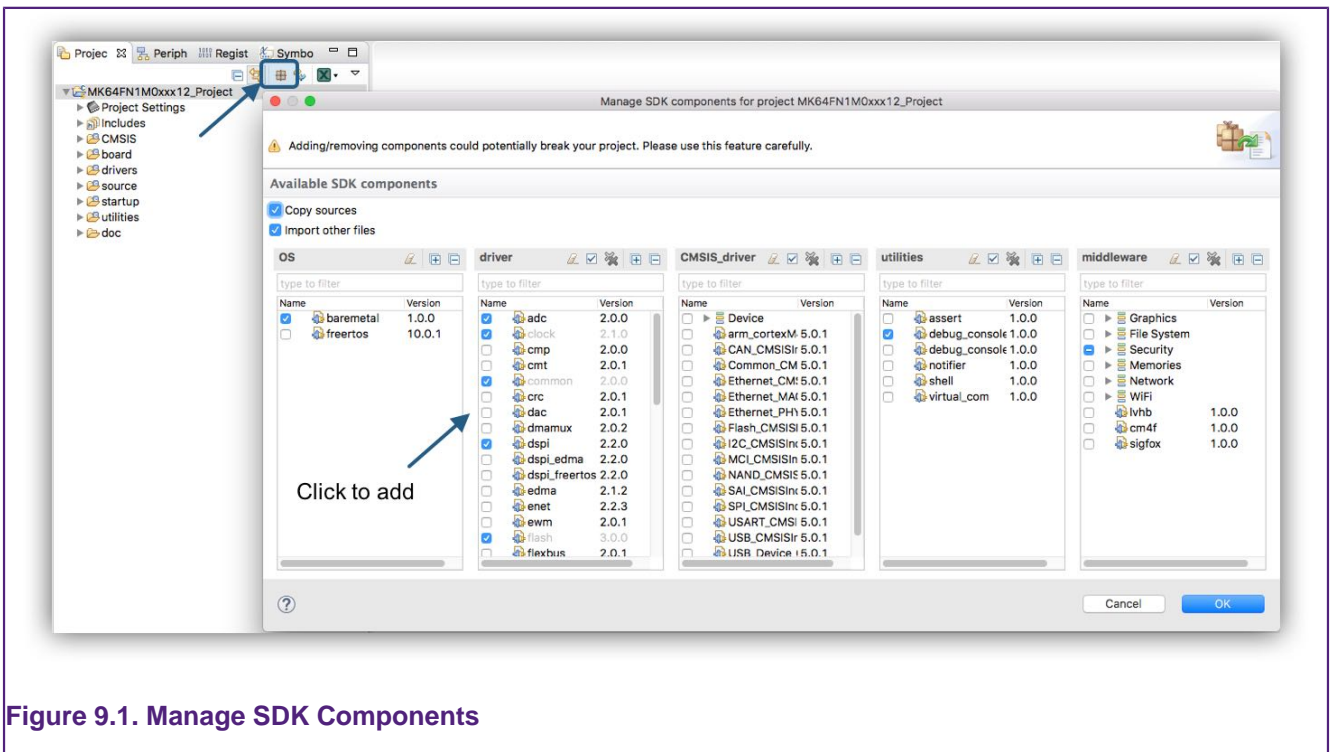 Projec Periph Regist Symbo
MK64FN1M0xxx12_Project
Project Settings
Includes
CMSIS
board
drivers
source
startup
utilities
doc
Manage SDK components for project MK64FN1M0xxx12_Project
Adding/removing components could potentially break your project. Please use this feature carefully.
Available SDK components
Copy sources
Import other files
OS
type to filter
Name Version
baremetal 1.0.0
freertos 10.0.1
driver
type to filter
Name Version
adc 2.0.0
clock 2.1.0
cmp 2.0.0
cmt 2.0.1
common 2.0.0
crc 2.0.1
dac 2.0.1
dmamux 2.0.2
dspi 2.2.0
dspi_edma 2.2.0
dspi_freertos 2.2.0
edma 2.1.2
enet 2.2.3
ewm 2.0.1
flash 3.0.0
flexbus 2.0.1
CMSIS_driver
type to filter
Name Version
Device
arm_cortexM 5.0.1
CAN_CMSISIr 5.0.1
Common_CM 5.0.1
Ethernet_CM 5.0.1
Ethernet_MA 5.0.1
Ethernet_PH 5.0.1
Flash_CMSISI 5.0.1
I2C_CMSISIn 5.0.1
MCI_CMSISIn 5.0.1
NAND_CMSIS 5.0.1
SAI_CMSISIn 5.0.1
SPI_CMSISIn 5.0.1
USART_CMSI 5.0.1
USB_CMSISIr 5.0.1
USB_Device 5.0.1
utilities
type to filter
Name Version
assert 1.0.0
debug_console 1.0.0
debug_console 1.0.0
notifier 1.0.0
shell 1.0.0
virtual_com 1.0.0
middleware
type to filter
Name Version
Graphics
File System
Security
Memories
Network
WiFi
lvhb 1.0.0
cm4f 1.0.0
sigfox 1.0.0
Click to add
Cancel OK
Figure 9.1. Manage SDK Components